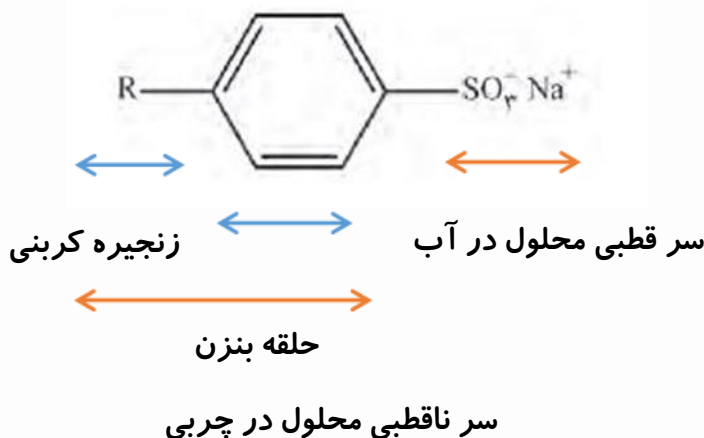 R SO₃⁻ Na⁺
سر قطبی محلول در آب
زنجیره کربنی
حلقه بنزن
سر ناقطبی محلول در چربی